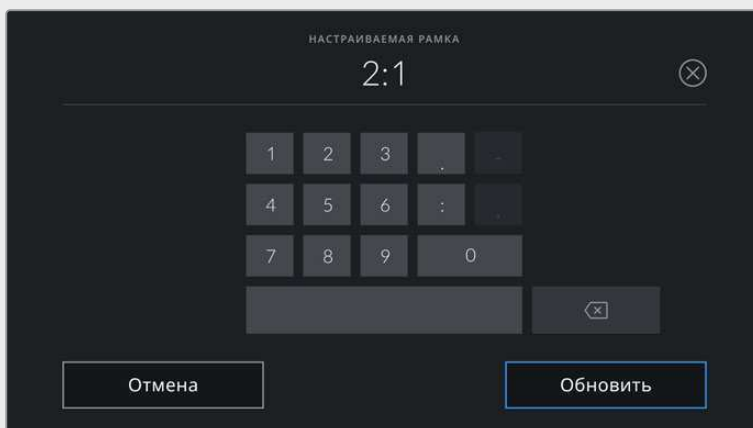 НАСТРАИВАЕМАЯ РАМКА
2:1
1 2 3 . -
4 5 6 : ,
7 8 9 0
Отмена Обновить